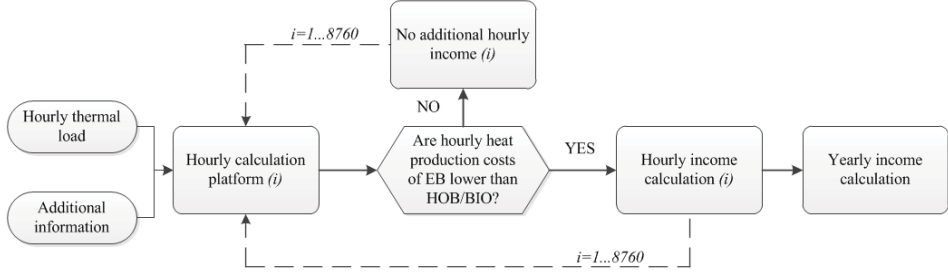 i=1...8760
No additional hourly
income (i)
Hourly thermal
load
NO
Additional
information
Hourly calculation
platform (i)
Are hourly heat
production costs
of EB lower than
HOB/BIO?
YES
Hourly income
calculation (i)
Yearly income
calculation
i=1...8760